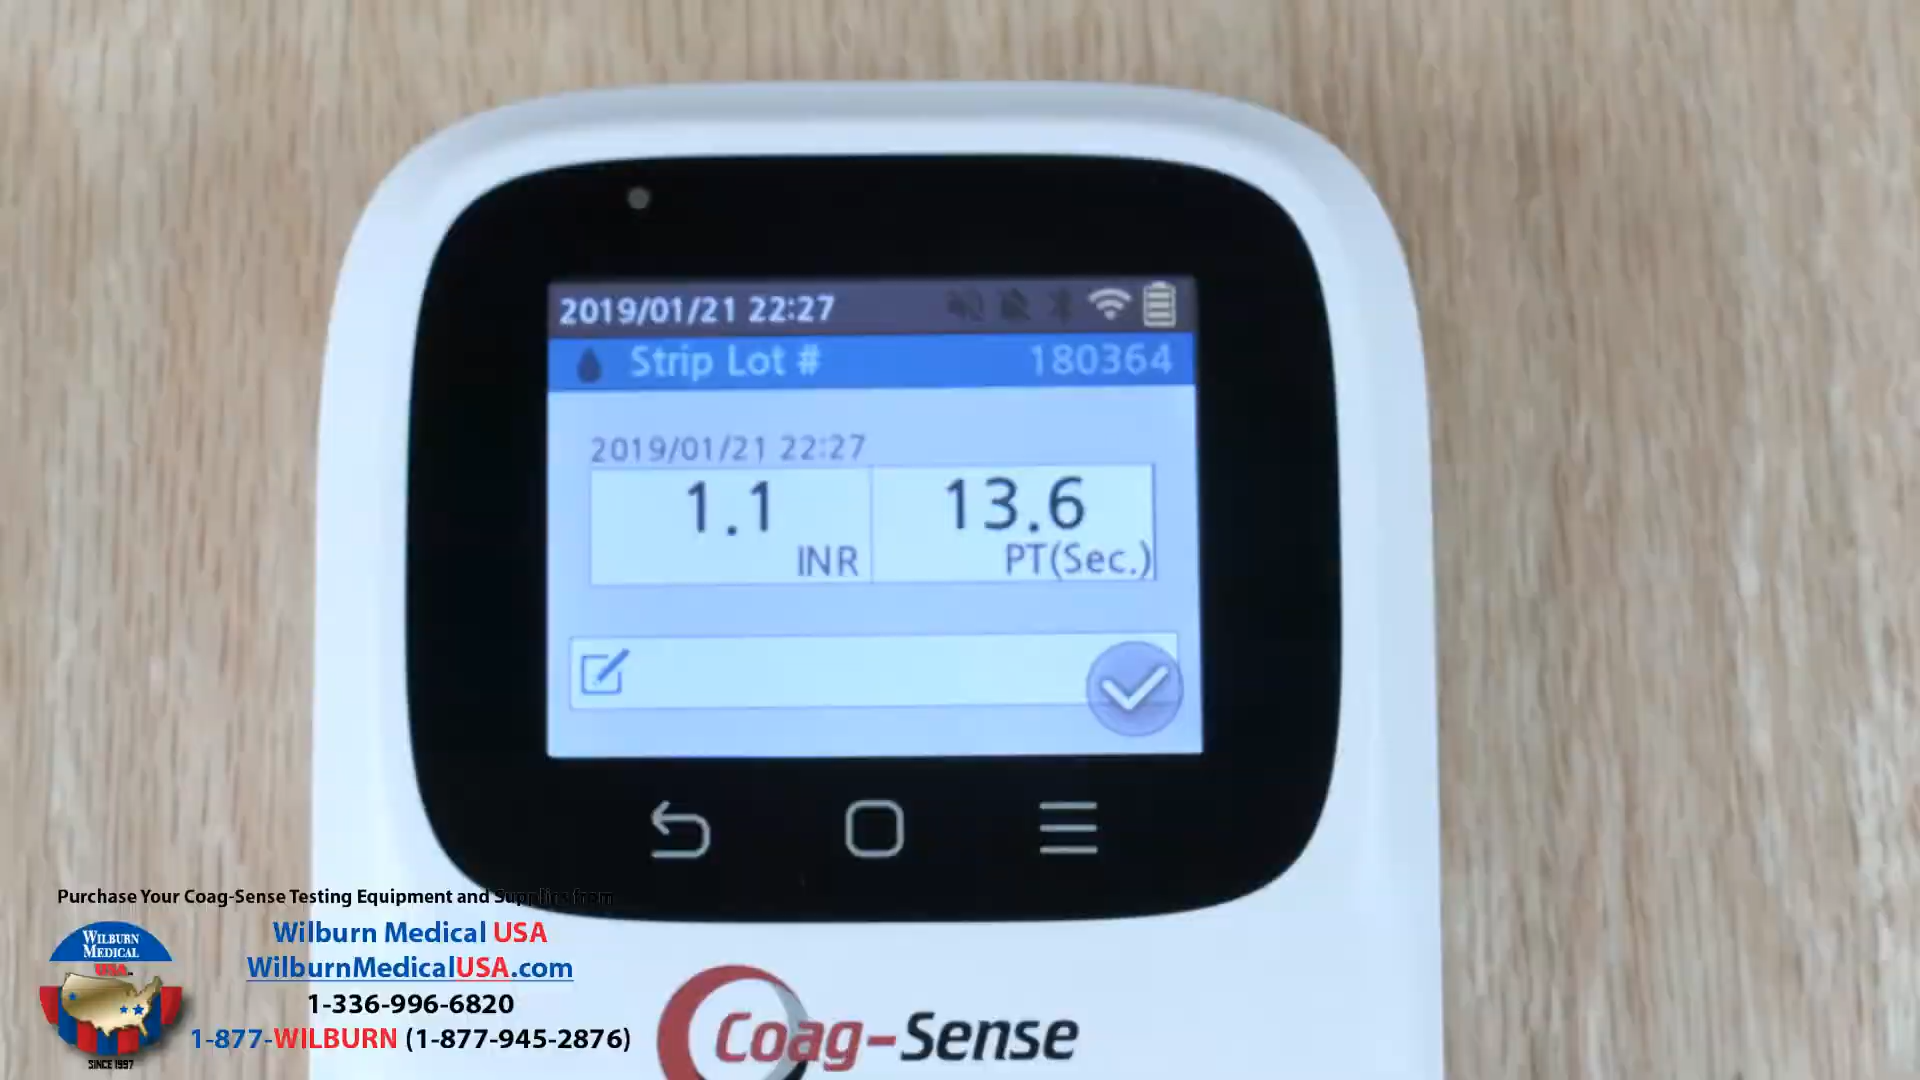 2019/01/21 22:27
Strip Lot # 180364
2019/01/21 22:27
1.1 13.6
INR PT(Sec.)
Purchase Your Coag-Sense Testing Equipment and Supplies from
Wilburn Medical USA
WilburnMedicalUSA.com
1-336-996-6820
1-877-WILBURN (1-877-945-2876)
WILBURN
MEDICAL
USA
SINCE 1997
Coag-Sense